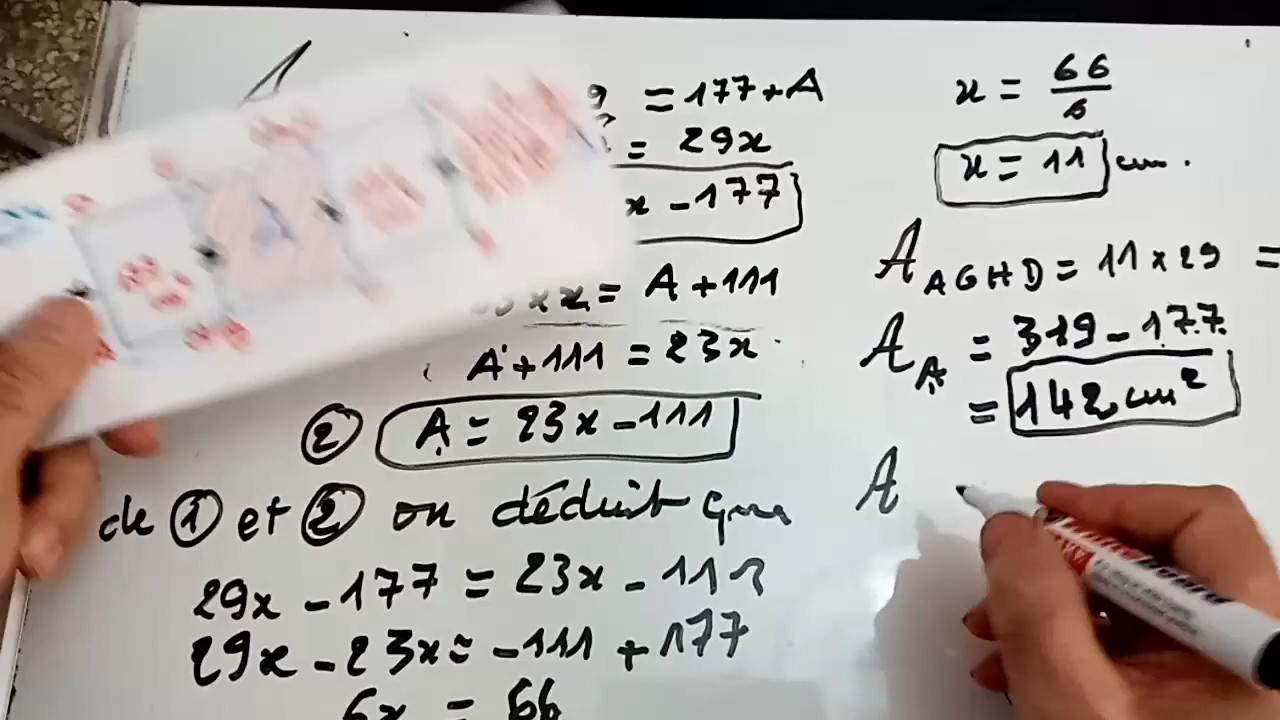 = 177 + A
= 29x
x - 177
x = A + 111
A + 111 = 23x
② A = 23x - 111
de ① et ② on déduit que
29x - 177 = 23x - 111
29x - 23x = -111 + 177
6x = 66
x = 66/6
x = 11 cm.
A AGHD = 11 × 29 =
A A = 319 - 177
= 142 cm²
A